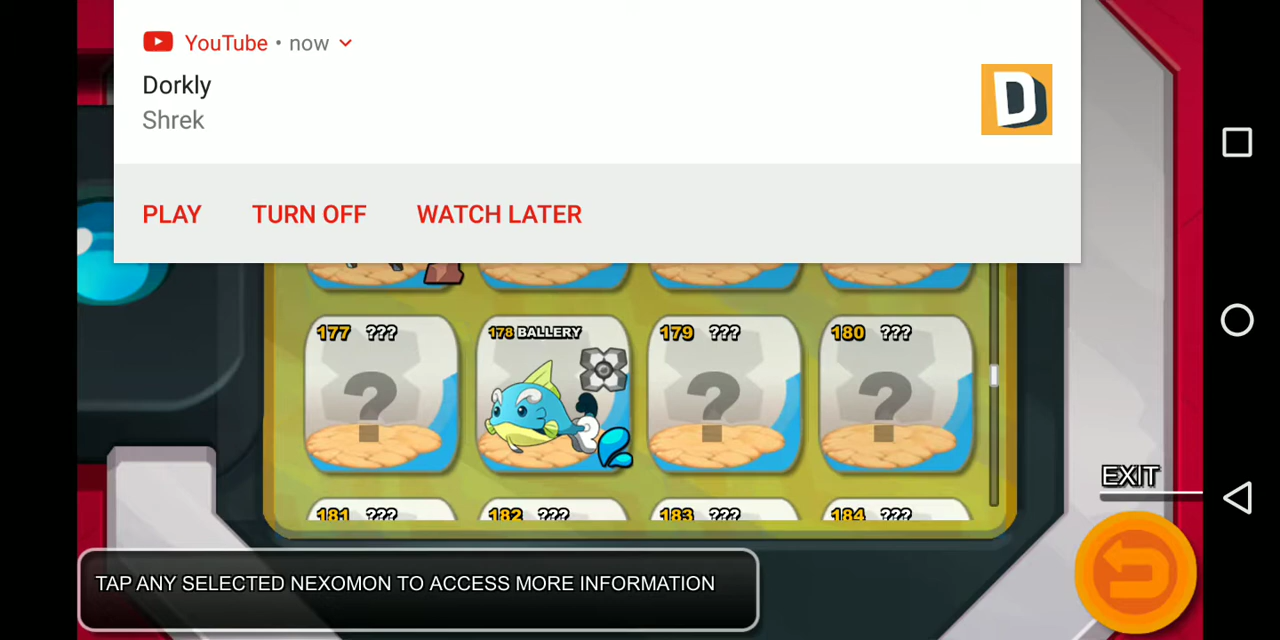 YouTube • now
Dorkly
Shrek
D
PLAY TURN OFF WATCH LATER
177 ??? 178 BALLERY 179 ??? 180 ???
181 ??? 182 ??? 183 ??? 184 ???
EXIT
TAP ANY SELECTED NEXOMON TO ACCESS MORE INFORMATION